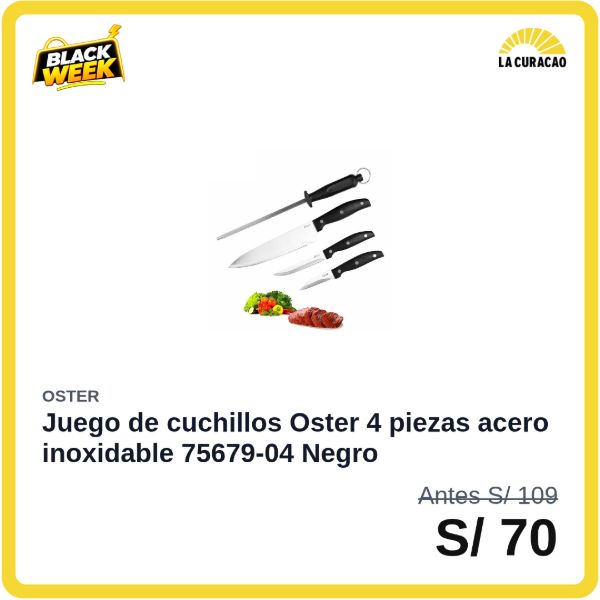 BLACK
WEEK
LA CURACAO
OSTER
Juego de cuchillos Oster 4 piezas acero
inoxidable 75679-04 Negro
Antes S/ 109
S/ 70